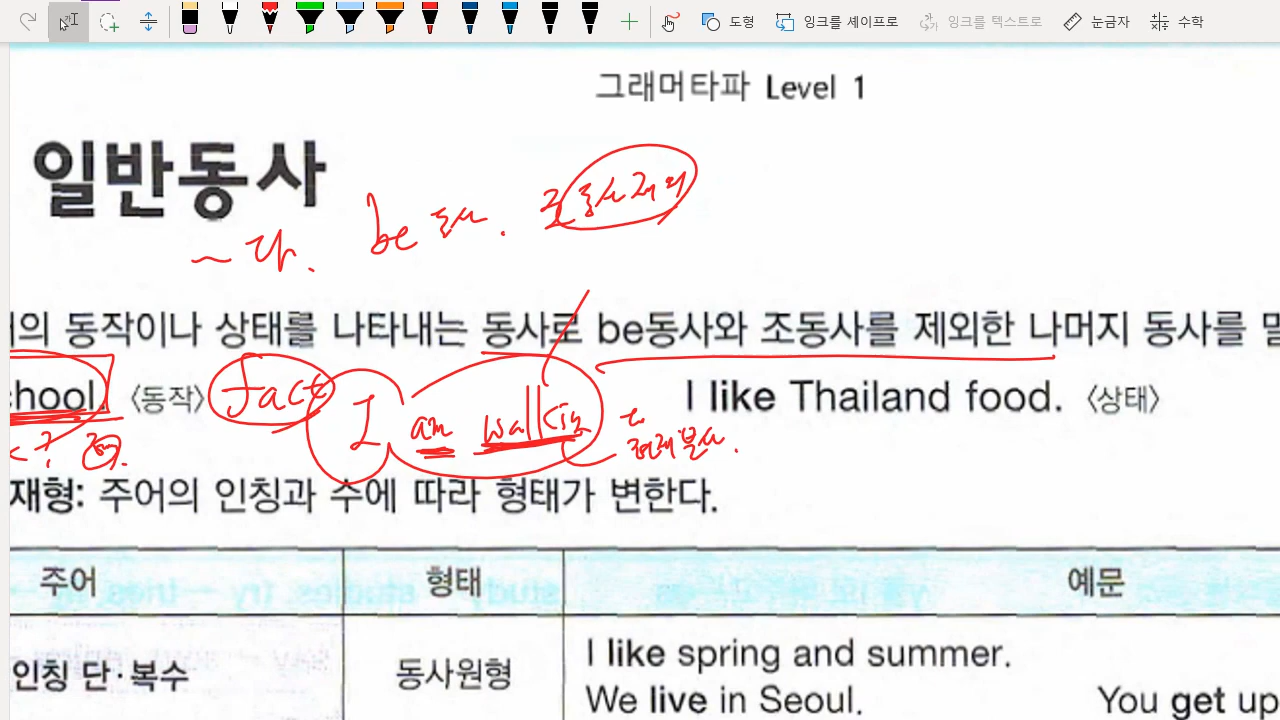 도형 잉크를 셰이프로 잉크를 텍스트로 눈금자 수학
그래머타파 Level 1
일반동사
~다. be 동사. 조동사 제외
의 동작이나 상태를 나타내는 동사로 be동사와 조동사를 제외한 나머지 동사를
hool. <동작> fact I am walking I like Thailand food. <상태>
현재분사.
재형: 주어의 인칭과 수에 따라 형태가 변한다.
주어 형태 예문
인칭 단·복수 동사원형 I like spring and summer.
We live in Seoul. You get up